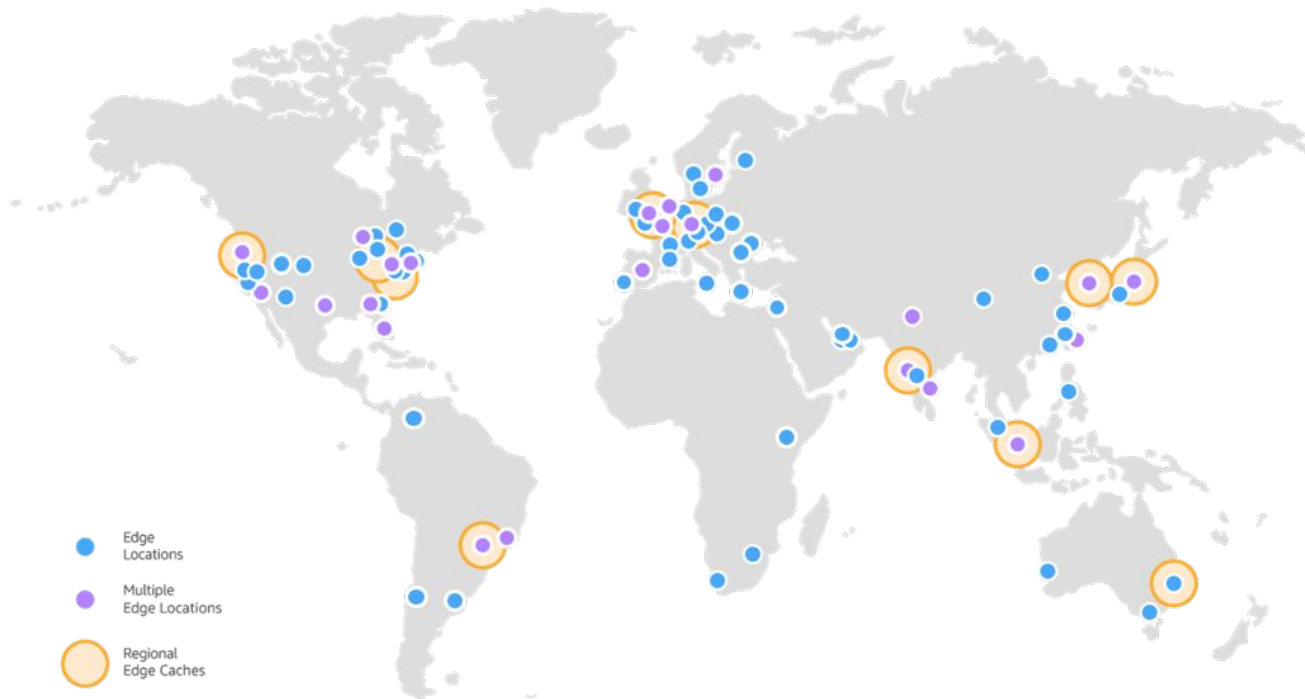 Edge
Locations
Multiple
Edge Locations
Regional
Edge Caches